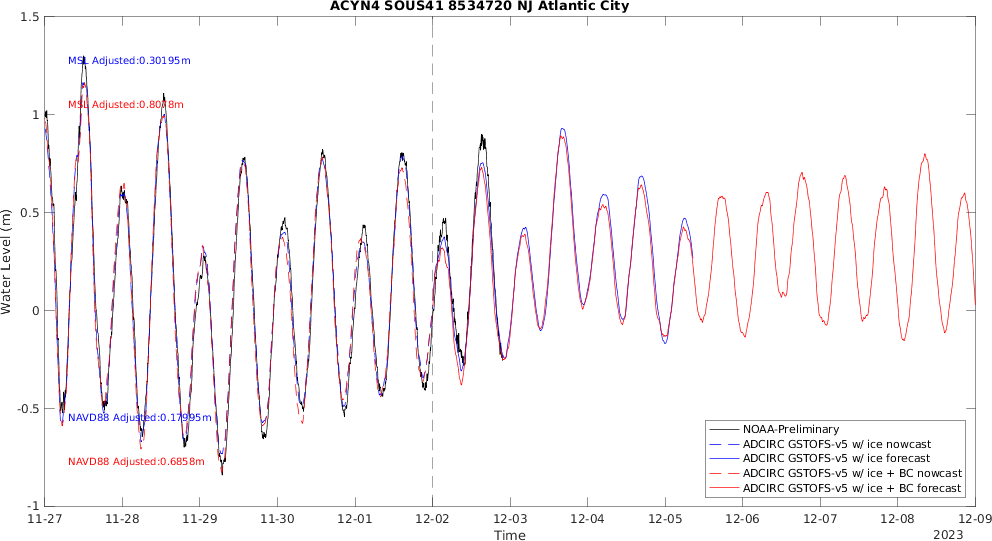 ACYN4 SOUS41 8534720 NJ Atlantic City
1.5
1
0.5
0
-0.5
-1
Water Level (m)
MSL Adjusted:0.30195m
MSL Adjusted:0.8078m
NAVD88 Adjusted:0.17995m
NAVD88 Adjusted:0.6858m
NOAA-Preliminary
ADCIRC GSTOFS-v5 w/ ice nowcast
ADCIRC GSTOFS-v5 w/ ice forecast
ADCIRC GSTOFS-v5 w/ ice + BC nowcast
ADCIRC GSTOFS-v5 w/ ice + BC forecast
11-27 11-28 11-29 11-30 12-01 12-02 12-03 12-04 12-05 12-06 12-07 12-08 12-09
Time
2023